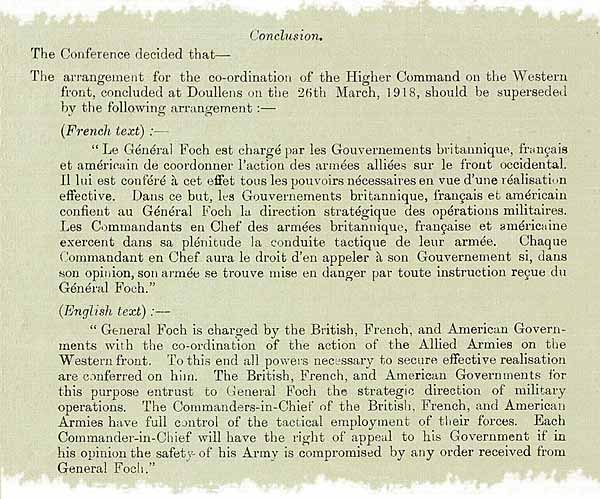 Conclusion.
The Conference decided that—
The arrangement for the co-ordination of the Higher Command on the Western
front, concluded at Doullens on the 26th March, 1918, should be superseded
by the following arrangement :—
(French text) :—
“ Le Général Foch est chargé par les Gouvernements britannique, français
et américain de coordonner l'action des armées alliées sur le front occidental.
Il lui est conféré à cet effet tous les pouvoirs nécessaires en vue d'une réalisation
effective. Dans ce but, les Gouvernements britannique, français et américain
confient au Général Foch la direction stratégique des opérations militaires.
Les Commandants en Chef des armées britannique, française et américaine
exercent dans sa plénitude la conduite tactique de leur armée. Chaque
Commandant en Chef aura le droit d'en appeler à son Gouvernement si, dans
son opinion, son armée se trouve mise en danger par toute instruction reçue du
Général Foch.”
(English text) :—
“ General Foch is charged by the British, French, and American Govern-
ments with the co-ordination of the action of the Allied Armies on the
Western front. To this end all powers necessary to secure effective realisation
are conferred on him. The British, French, and American Governments for
this purpose entrust to General Foch the strategic direction of military
operations. The Commanders-in-Chief of the British, French, and American
Armies have full control of the tactical employment of their forces. Each
Commander-in-Chief will have the right of appeal to his Government if in
his opinion the safety of his Army is compromised by any order received from
General Foch.”